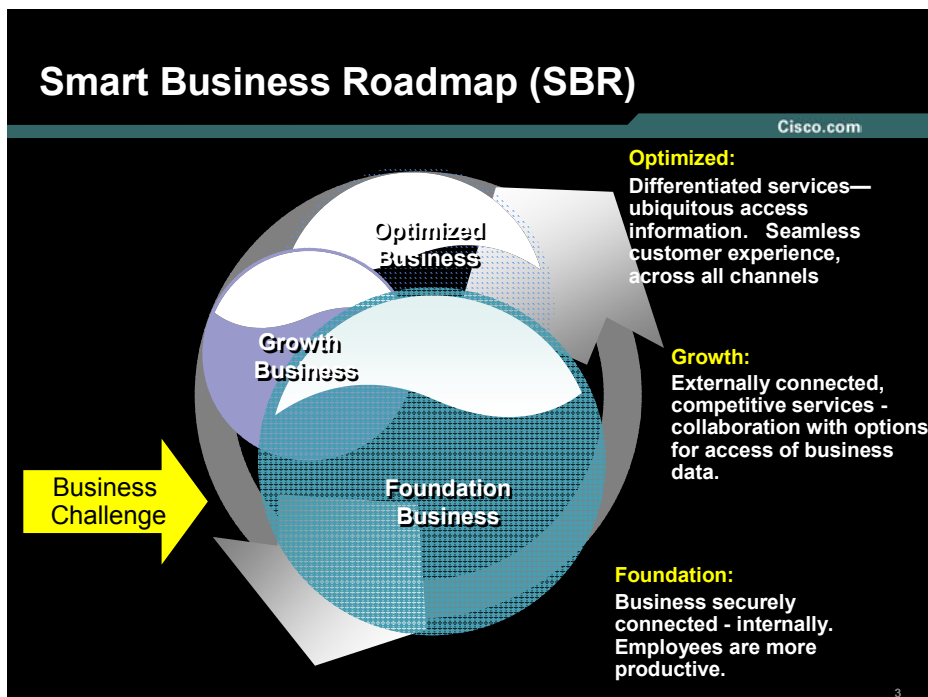 Smart Business Roadmap (SBR)
Cisco.com
Optimized:
Differentiated services—
ubiquitous access
information.   Seamless
customer experience,
across all channels
Optimized
Business
Growth
Business
Growth:
Externally connected,
competitive services -
collaboration with options
for access of business
data.
Business
Challenge
Foundation
Business
Foundation:
Business securely
connected - internally.
Employees are more
productive.
3